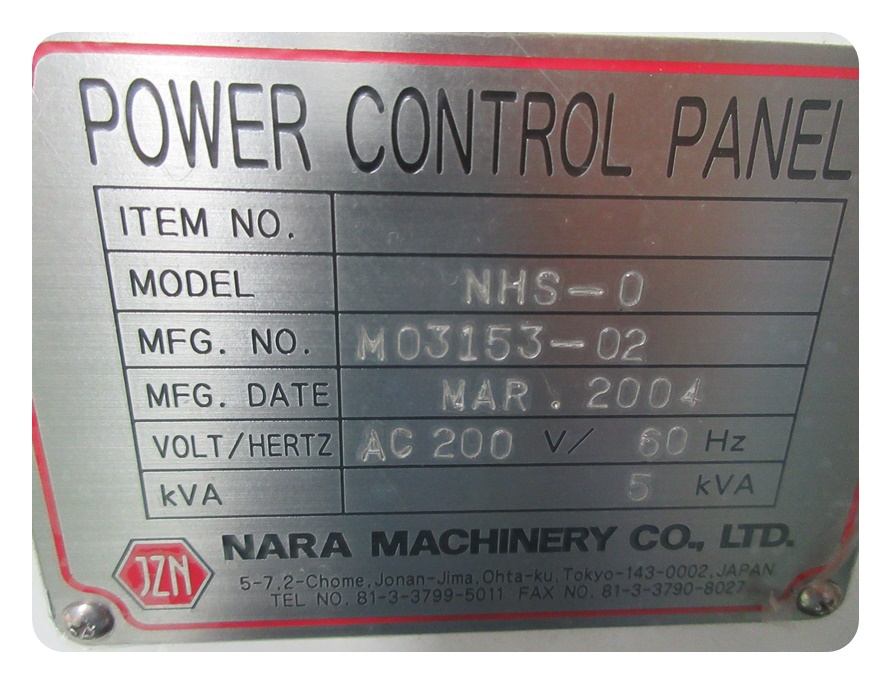 POWER CONTROL PANEL
ITEM NO.
MODEL NHS-0
MFG. NO. M03153-02
MFG. DATE MAR. 2004
VOLT/HERTZ AC 200 V/ 60 Hz
kVA 5 kVA
JZN NARA MACHINERY CO., LTD.
5-7,2-Chome,Jonan-Jima,Ohta-ku,Tokyo-143-0002,JAPAN
TEL NO. 81-3-3799-5011 FAX NO. 81-3-3790-8027